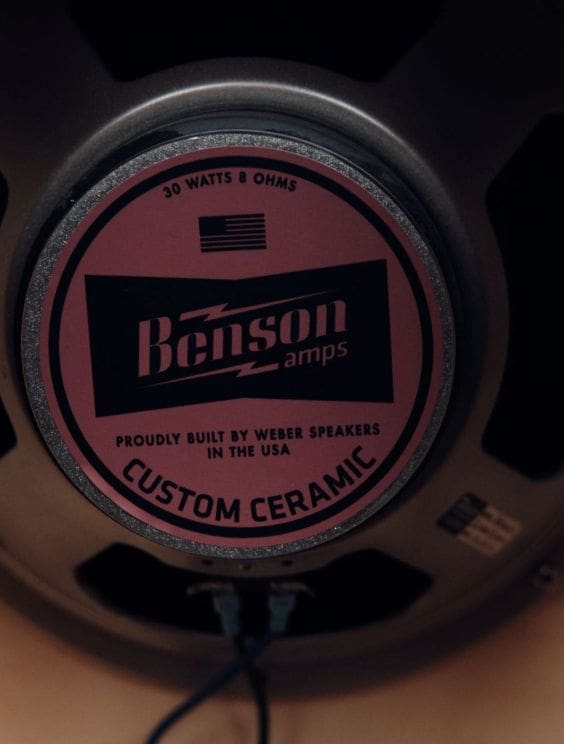 30 WATTS 8 OHMS
Benson
amps
PROUDLY BUILT BY WEBER SPEAKERS
IN THE USA
CUSTOM CERAMIC